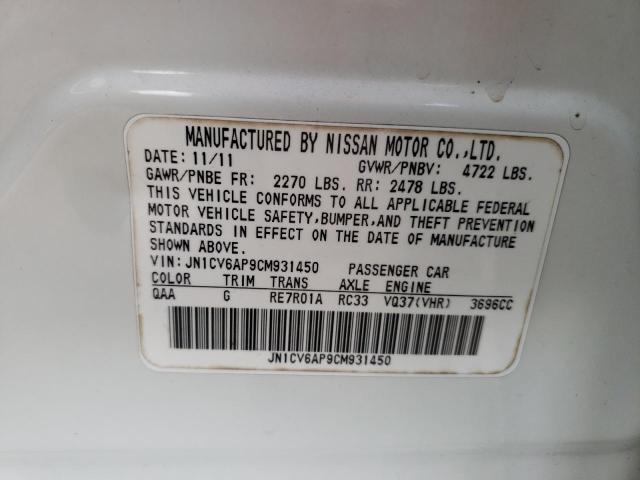 MANUFACTURED BY NISSAN MOTOR CO.,LTD.
DATE: 11/11 GVWR/PNBV: 4722 LBS.
GAWR/PNBE FR: 2270 LBS. RR: 2478 LBS.
THIS VEHICLE CONFORMS TO ALL APPLICABLE FEDERAL
MOTOR VEHICLE SAFETY,BUMPER,AND THEFT PREVENTION
STANDARDS IN EFFECT ON THE DATE OF MANUFACTURE
SHOWN ABOVE.
VIN: JN1CV6AP9CM931450 PASSENGER CAR
COLOR TRIM TRANS AXLE ENGINE
QAA G RE7R01A RC33 VQ37(VHR) 3696CC
JN1CV6AP9CM931450